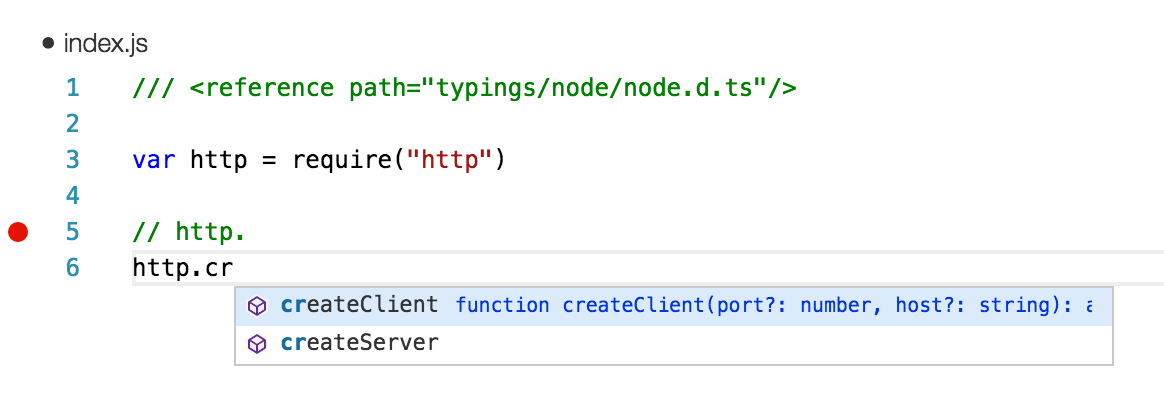 ● index.js
1 /// <reference path="typings/node/node.d.ts"/>
2
3 var http = require("http")
4
5 // http.
6 http.cr
createClient function createClient(port?: number, host?: string): a
createServer